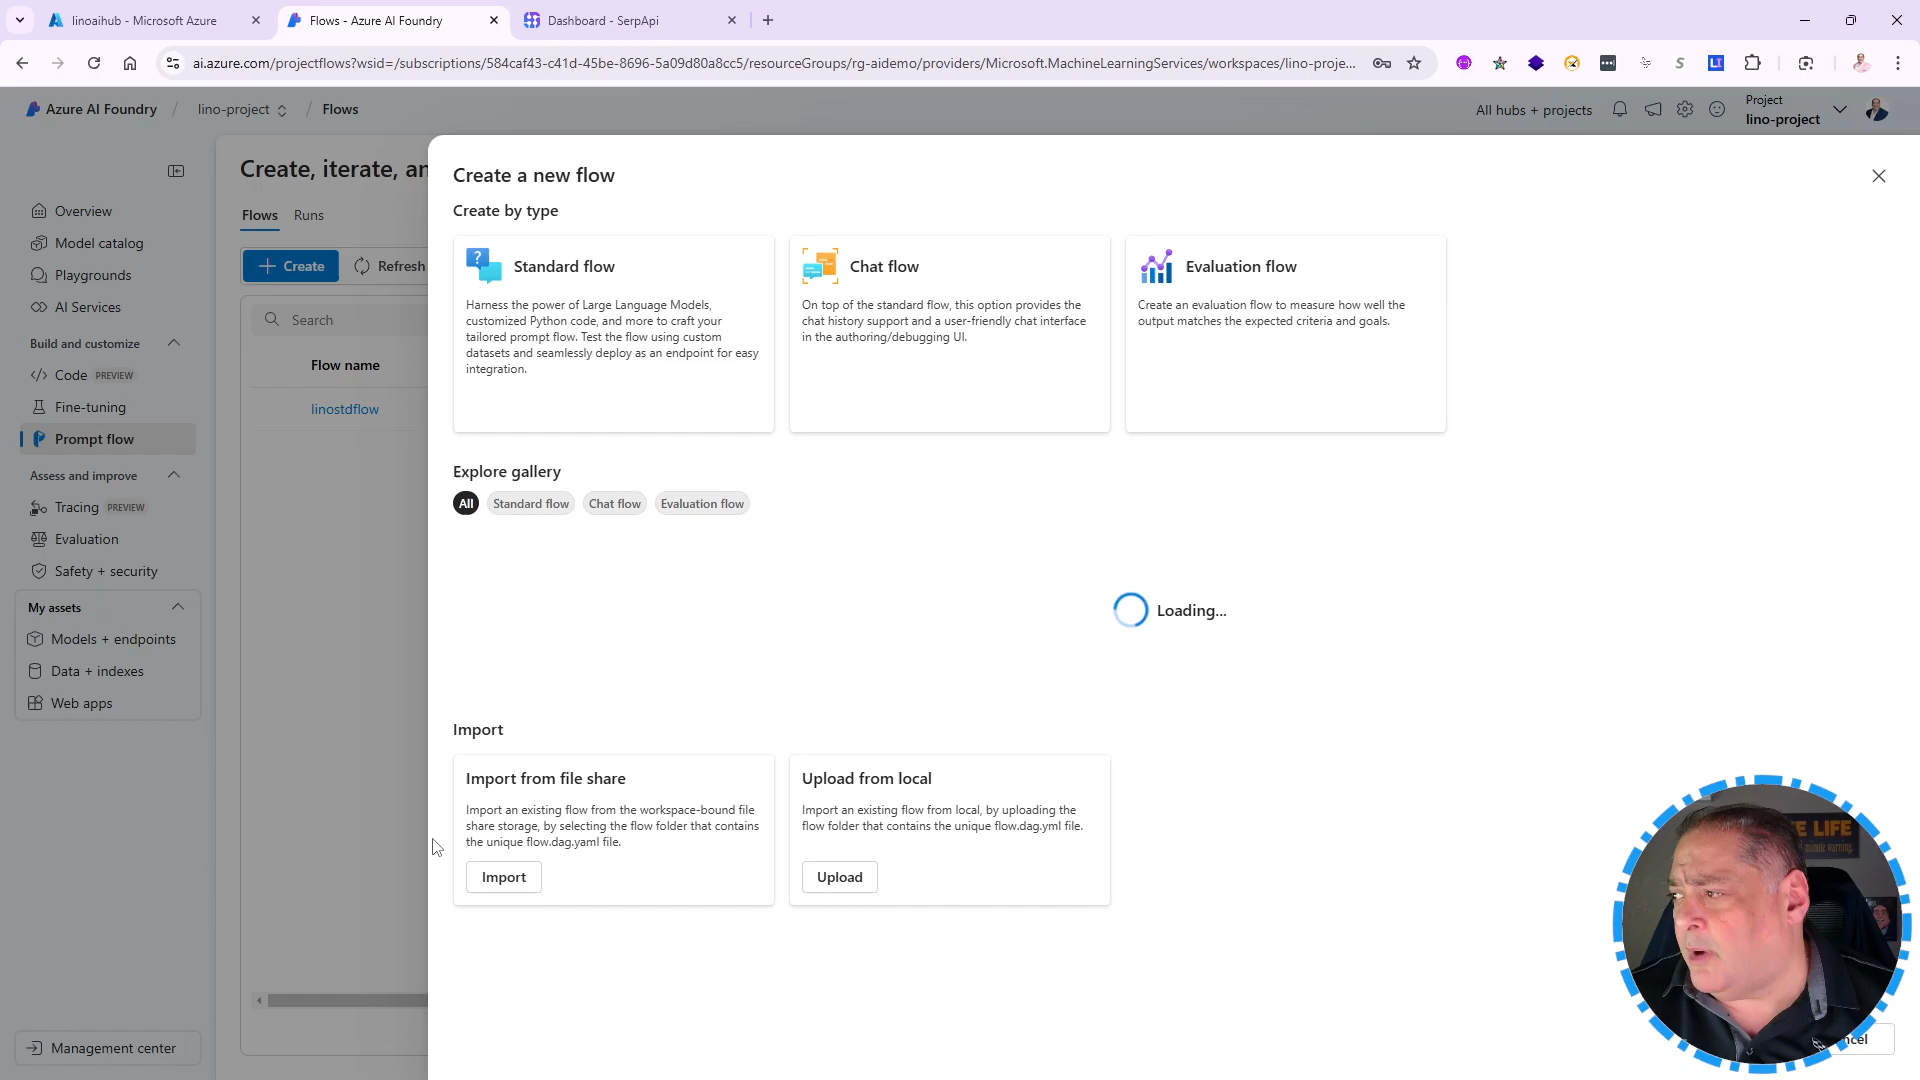 linoaihub - Microsoft Azure
Flows - Azure AI Foundry
Dashboard - SerpApi
ai.azure.com/projectflows?wsid=/subscriptions/584caf43-c41d-45be-8696-5a09d80a8cc5/resourceGroups/rg-aidemo/providers/Microsoft.MachineLearningServices/workspaces/lino-proje...
Azure AI Foundry / lino-project / Flows
All hubs + projects
Project
lino-project
Overview
Model catalog
Playgrounds
AI Services
Build and customize
Code PREVIEW
Fine-tuning
Prompt flow
Assess and improve
Tracing PREVIEW
Evaluation
Safety + security
My assets
Models + endpoints
Data + indexes
Web apps
Management center
Create, iterate, an
Flows Runs
Create Refresh
Search
Flow name
linostdflow
Create a new flow
Create by type
Standard flow
Harness the power of Large Language Models,
customized Python code, and more to craft your
tailored prompt flow. Test the flow using custom
datasets and seamlessly deploy as an endpoint for easy
integration.
Chat flow
On top of the standard flow, this option provides the
chat history support and a user-friendly chat interface
in the authoring/debugging UI.
Evaluation flow
Create an evaluation flow to measure how well the
output matches the expected criteria and goals.
Explore gallery
All Standard flow Chat flow Evaluation flow
Loading...
Import
Import from file share
Import an existing flow from the workspace-bound file
share storage, by selecting the flow folder that contains
the unique flow.dag.yaml file.
Import
Upload from local
Import an existing flow from local, by uploading the
flow folder that contains the unique flow.dag.yml file.
Upload
E LIFE
ncel